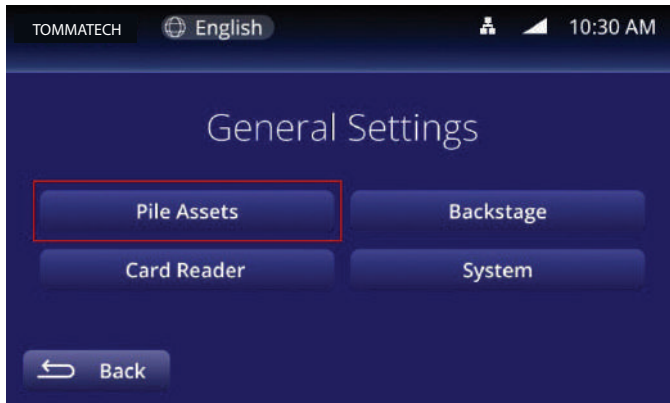 TOMMATECH English 10:30 AM
General Settings
Pile Assets Backstage
Card Reader System
Back